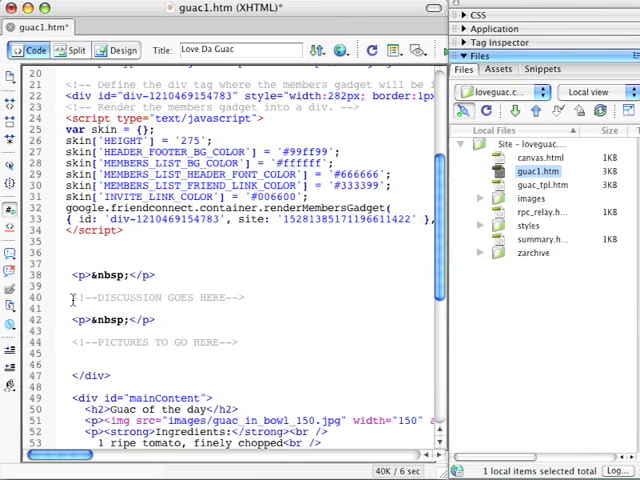 guac1.htm (XHTML)*
guac1.htm*
Code
Split
Design
Title:
Love Da Guac
20
21 <!-- Define the div tag where the members gadget will be i
22 <div id="div-1210469154783" style="width:282px; border:1px
23 <!-- Render the members gadget into a div. -->
24 <script type="text/javascript">
25 var skin = {};
26 skin['HEIGHT'] = '275';
28 skin['HEADER_FOOTER_BG_COLOR'] = '#99ff99';
28 skin['MEMBERS_LIST_BG_COLOR'] = '#ffffff';
29 skin['MEMBERS_LIST_HEADER_FONT_COLOR'] = '#666666';
30 skin['MEMBERS_LIST_FRIEND_LINK_COLOR'] = '#333399';
31 skin['INVITE_LINK_COLOR'] = '#006600';
32 google.friendconnect.container.renderMembersGadget(
33 { id: 'div-1210469154783', site: '15281385171196611422' },
34 </script>
35
36
37
38 <p>&nbsp;</p>
39
40 <!--DISCUSSION GOES HERE-->
41
42 <p>&nbsp;</p>
43
44 <!--PICTURES TO GO HERE-->
45
46
47 </div>
48
49 <div id="mainContent">
50 <h2>Guac of the day</h2>
51 <p><img src="images/guac_in_bowl_150.jpg" width="150" a
52 <p><strong>Ingredients:</strong><br />
53 1 ripe tomato, finely chopped<br />
40K / 6 sec
CSS
Application
Tag Inspector
Files
Files
Assets
Snippets
loveguac.c...
Local view
Local Files
Size
Site - loveguac...
canvas.html 1KB
guac1.htm 3KB
guac_tpl.htm 3KB
images
rpc_relay.h... 1KB
styles
summary.h... 1KB
zarchive
1 local items selected total
Log...